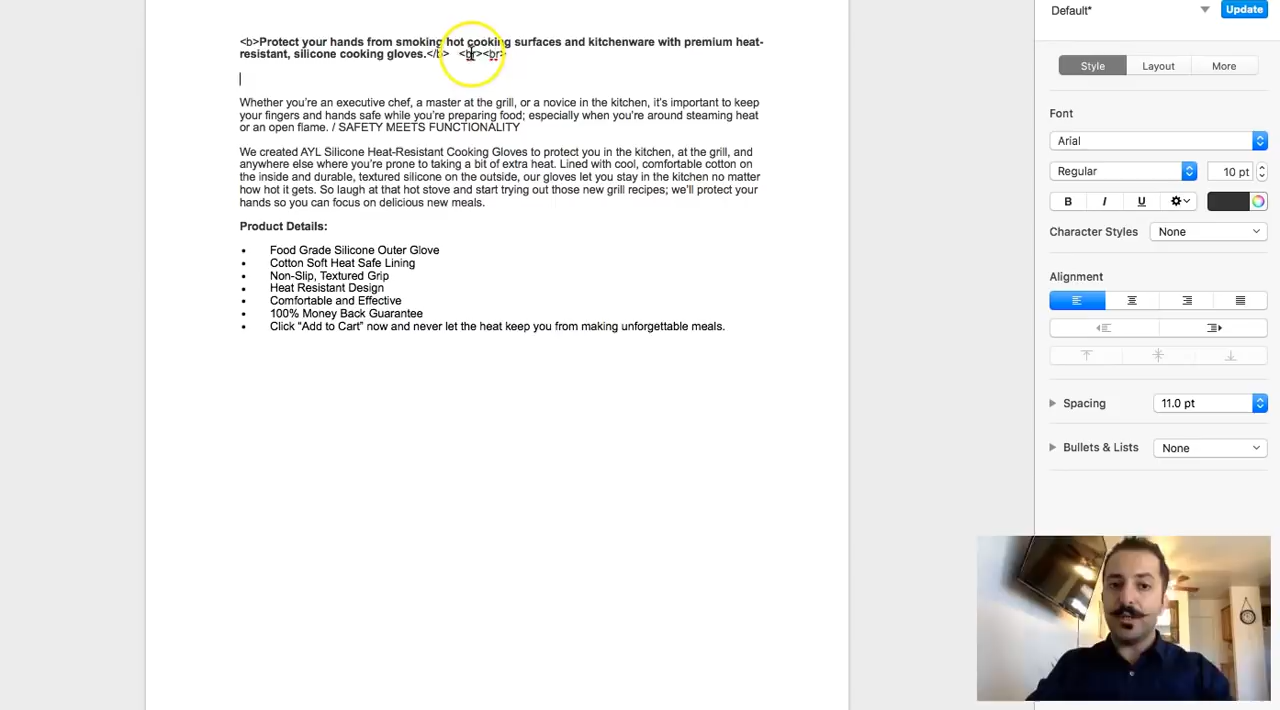 Default*
Update
<b>Protect your hands from smoking hot cooking surfaces and kitchenware with premium heat-
resistant, silicone cooking gloves.</b> <br><br>
Whether you're an executive chef, a master at the grill, or a novice in the kitchen, it's important to keep
your fingers and hands safe while you're preparing food; especially when you're around steaming heat
or an open flame. / SAFETY MEETS FUNCTIONALITY
We created AYL Silicone Heat-Resistant Cooking Gloves to protect you in the kitchen, at the grill, and
anywhere else where you're prone to taking a bit of extra heat. Lined with cool, comfortable cotton on
the inside and durable, textured silicone on the outside, our gloves let you stay in the kitchen no matter
how hot it gets. So laugh at that hot stove and start trying out those new grill recipes; we'll protect your
hands so you can focus on delicious new meals.
Product Details:
• Food Grade Silicone Outer Glove
• Cotton Soft Heat Safe Lining
• Non-Slip, Textured Grip
• Heat Resistant Design
• Comfortable and Effective
• 100% Money Back Guarantee
• Click “Add to Cart” now and never let the heat keep you from making unforgettable meals.
Style Layout More
Font
Arial
Regular 10 pt
B I U
Character Styles None
Alignment
Spacing 11.0 pt
Bullets & Lists None